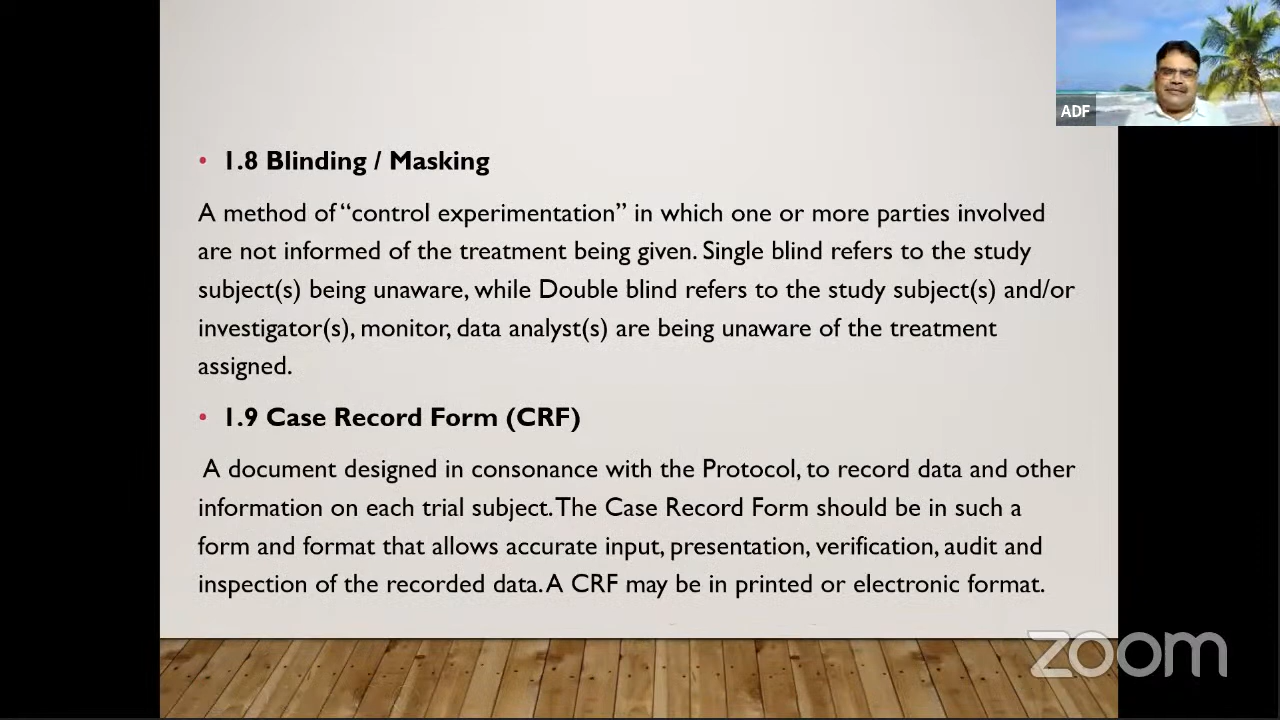 ADF
• 1.8 Blinding / Masking
A method of “control experimentation” in which one or more parties involved
are not informed of the treatment being given. Single blind refers to the study
subject(s) being unaware, while Double blind refers to the study subject(s) and/or
investigator(s), monitor, data analyst(s) are being unaware of the treatment
assigned.
• 1.9 Case Record Form (CRF)
A document designed in consonance with the Protocol, to record data and other
information on each trial subject. The Case Record Form should be in such a
form and format that allows accurate input, presentation, verification, audit and
inspection of the recorded data. A CRF may be in printed or electronic format.
zoom